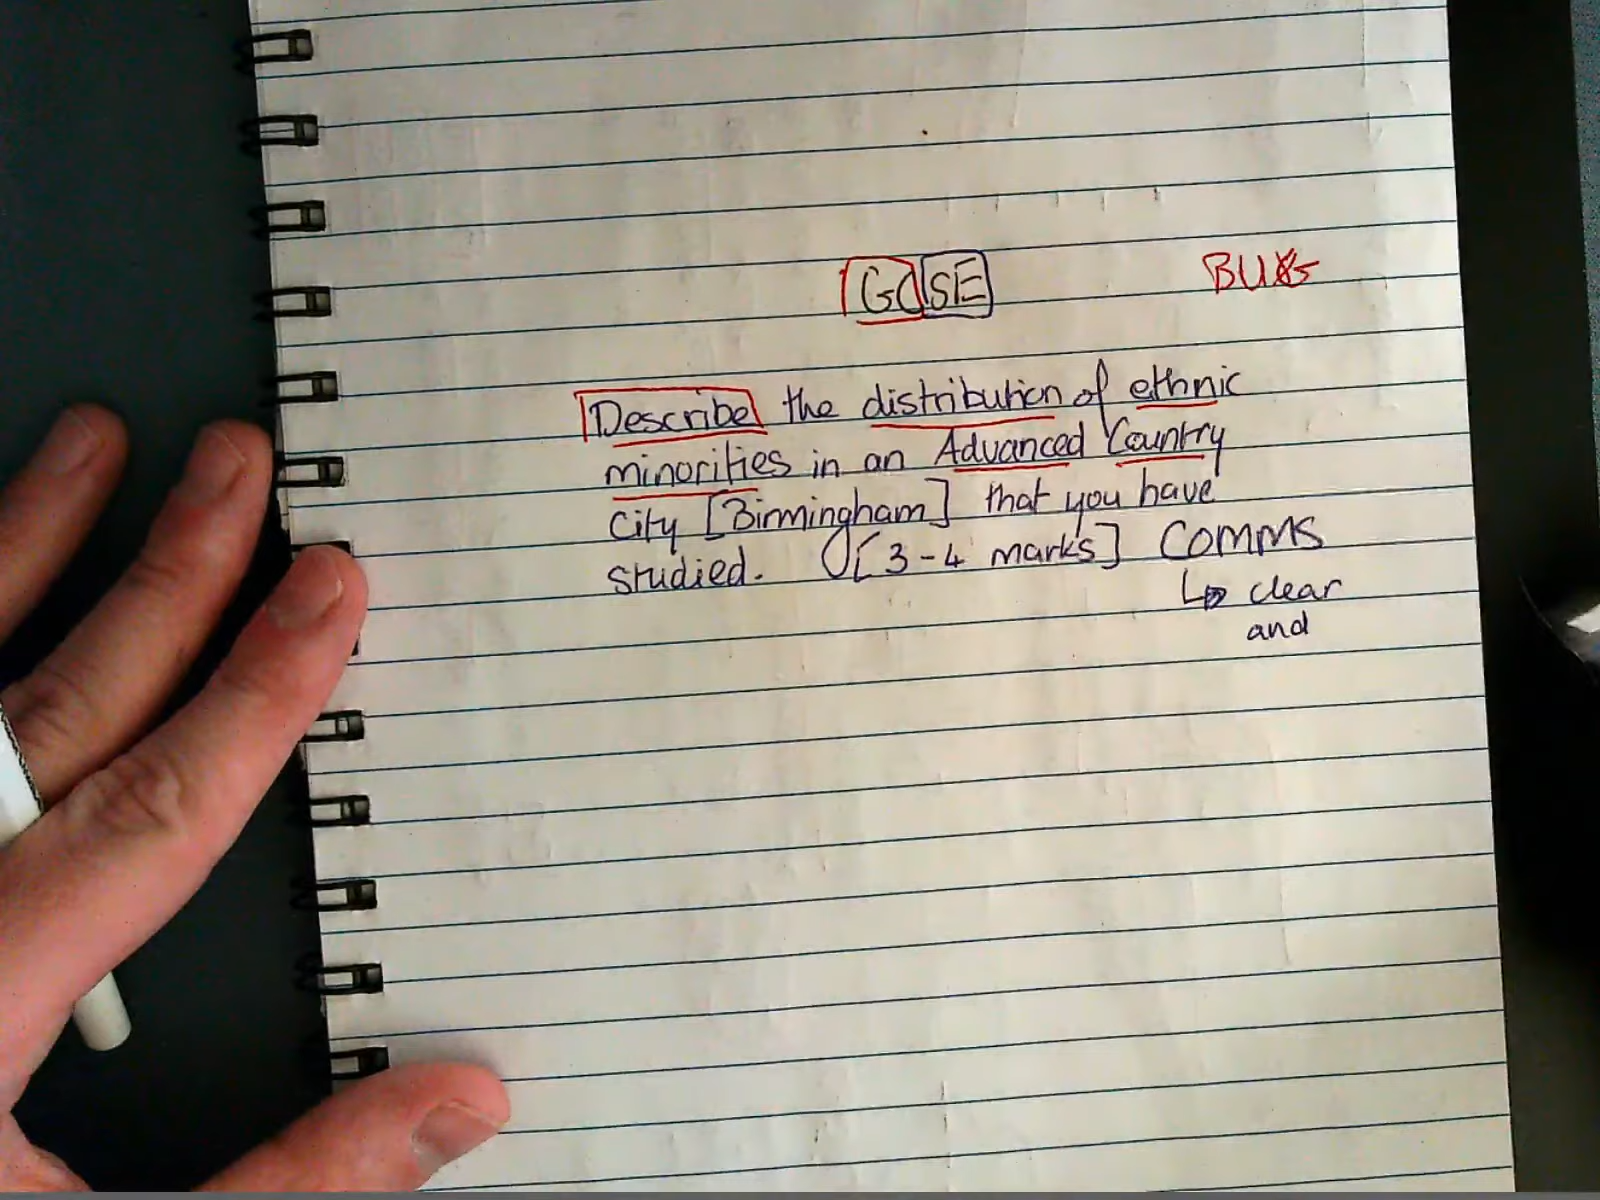 GCSE
BUG
Describe the distribution of ethnic
minorities in an Advanced Country
City [Birmingham] that you have
studied. [3-4 marks] COMMS
↳ clear
and